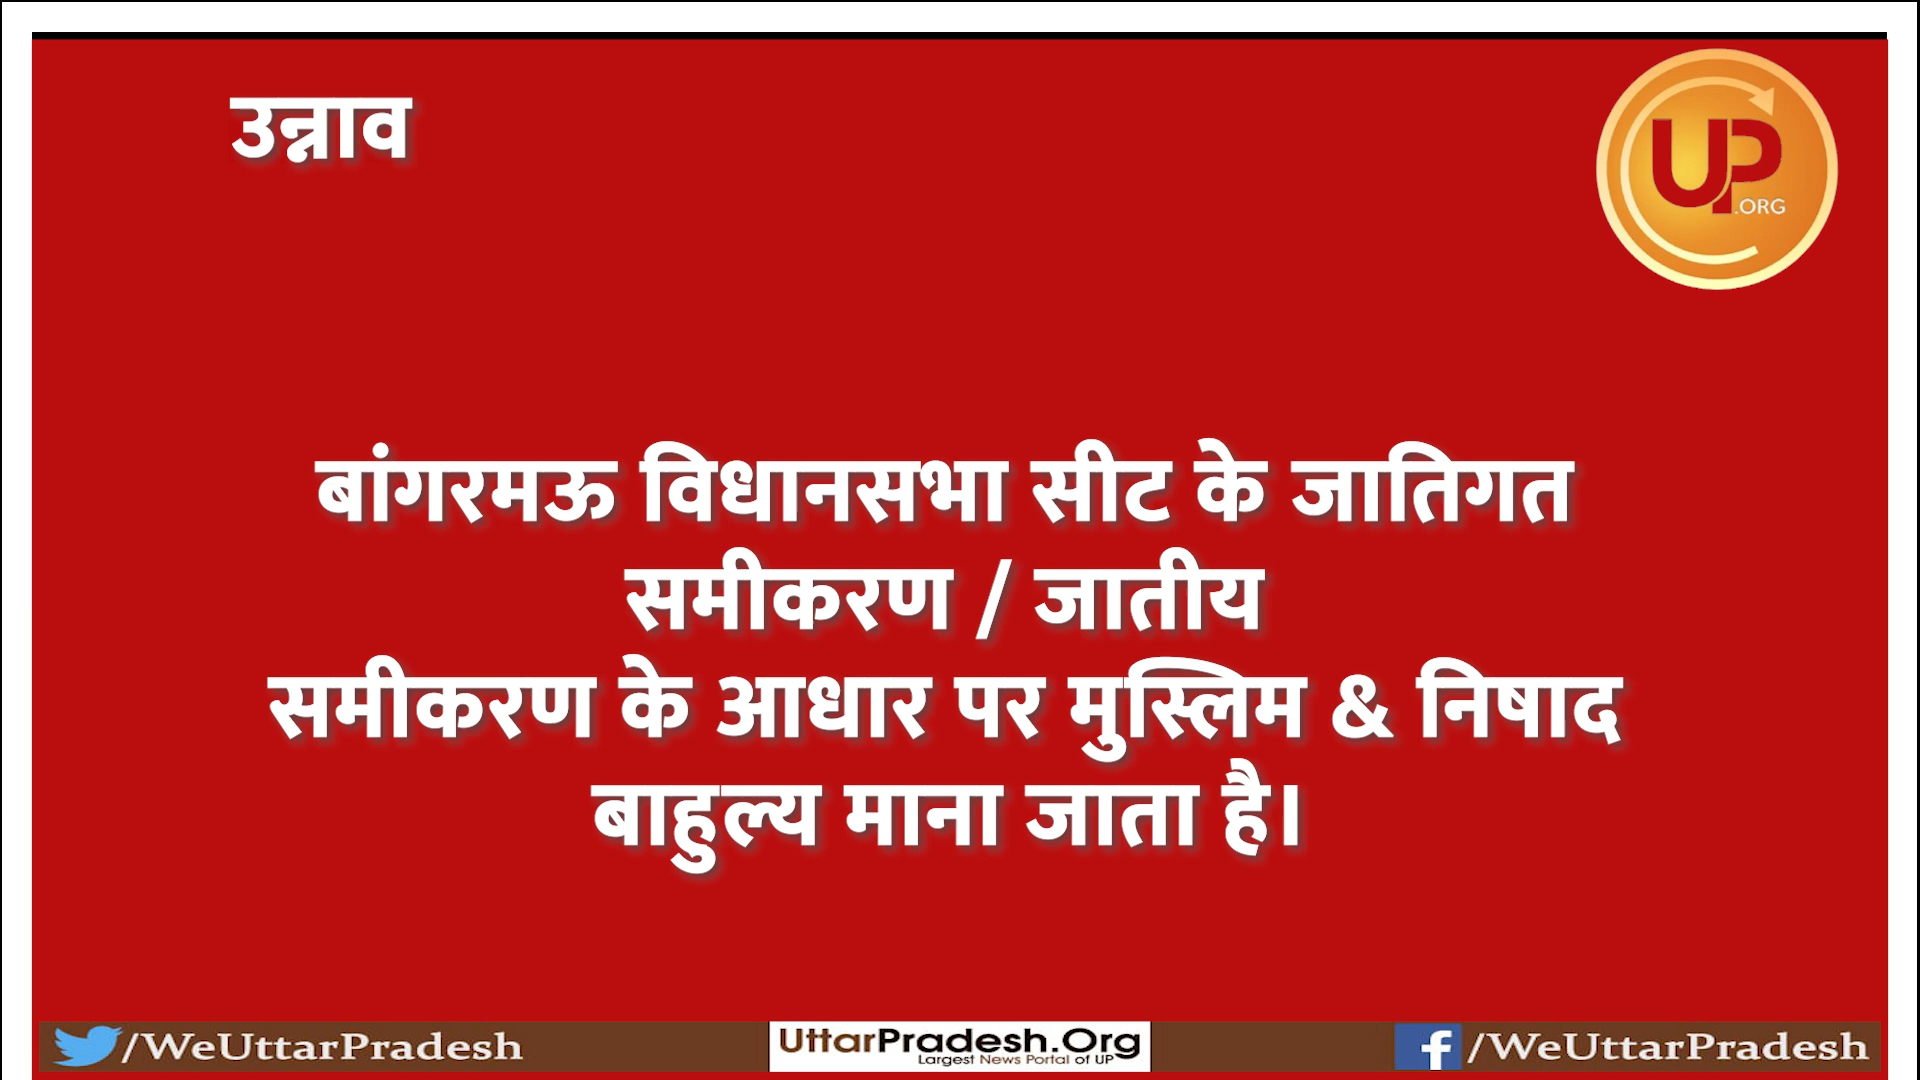 उन्नाव
UP
.ORG
बांगरमऊ विधानसभा सीट के जातिगत
समीकरण / जातीय
समीकरण के आधार पर मुस्लिम & निषाद
बाहुल्य माना जाता है।
/WeUttarPradesh
UttarPradesh.Org
Largest News Portal of UP
/WeUttarPradesh